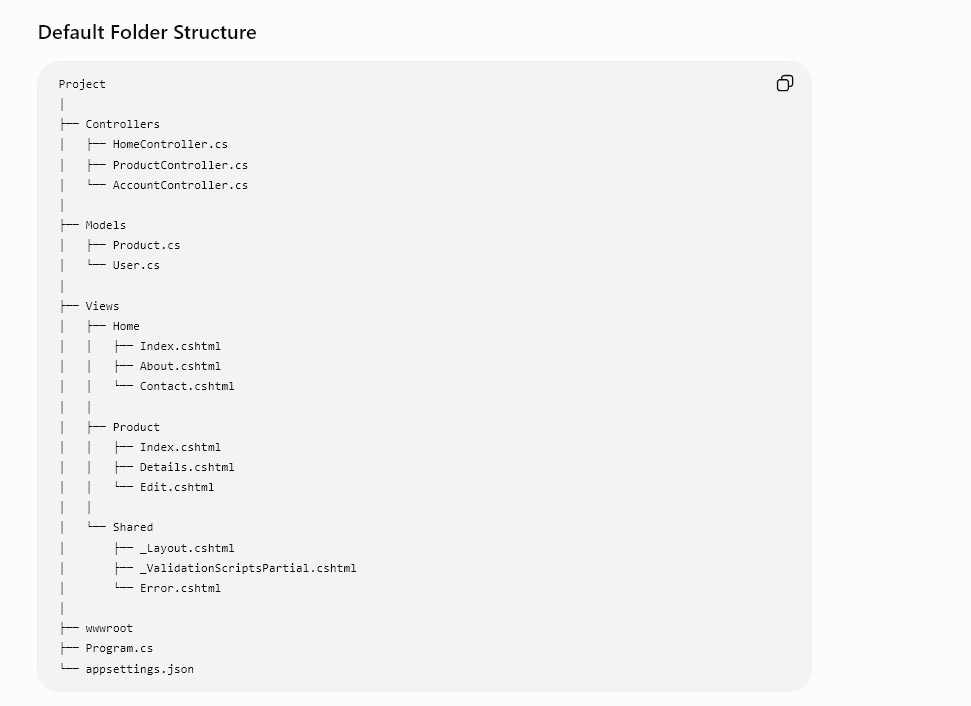 Default Folder Structure
Project
│
├── Controllers
│   ├── HomeController.cs
│   ├── ProductController.cs
│   └── AccountController.cs
│
├── Models
│   ├── Product.cs
│   └── User.cs
│
├── Views
│   ├── Home
│   │   ├── Index.cshtml
│   │   ├── About.cshtml
│   │   └── Contact.cshtml
│   │
│   ├── Product
│   │   ├── Index.cshtml
│   │   ├── Details.cshtml
│   │   └── Edit.cshtml
│   │
│   └── Shared
│       ├── _Layout.cshtml
│       ├── _ValidationScriptsPartial.cshtml
│       └── Error.cshtml
│
├── wwwroot
├── Program.cs
└── appsettings.json